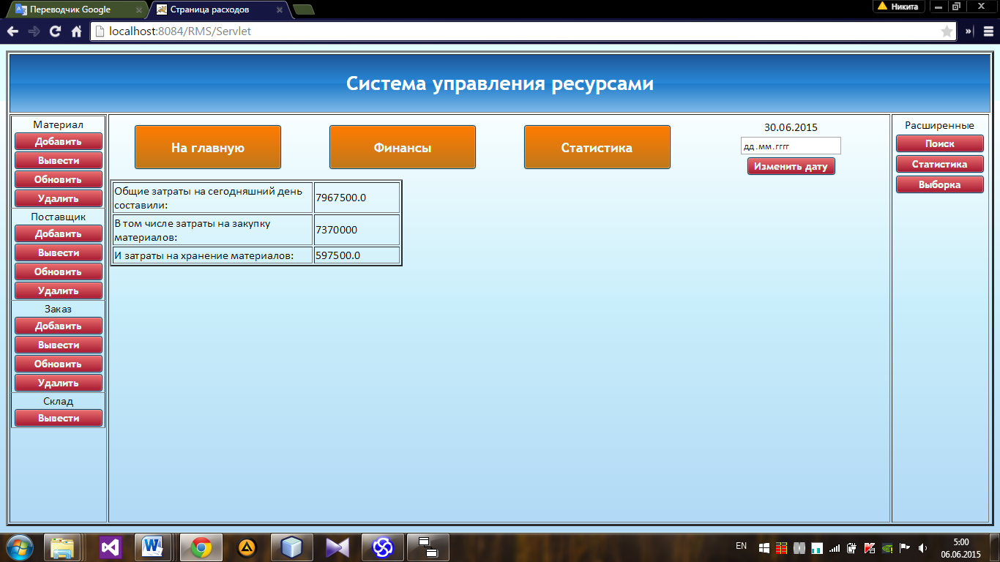 Переводчик Google
Страница расходов
Никита
localhost:8084/RMS/Servlet
Система управления ресурсами
Материал
Добавить
Вывести
Обновить
Удалить
Поставщик
Добавить
Вывести
Обновить
Удалить
Заказ
Добавить
Вывести
Обновить
Удалить
Склад
Вывести
На главную
Финансы
Статистика
30.06.2015
дд.мм.гггг
Изменить дату
Общие затраты на сегодняшний день
составили:
7967500.0
В том числе затраты на закупку
материалов:
7370000
И затраты на хранение материалов:
597500.0
Расширенные
Поиск
Статистика
Выборка
EN
5:00
06.06.2015